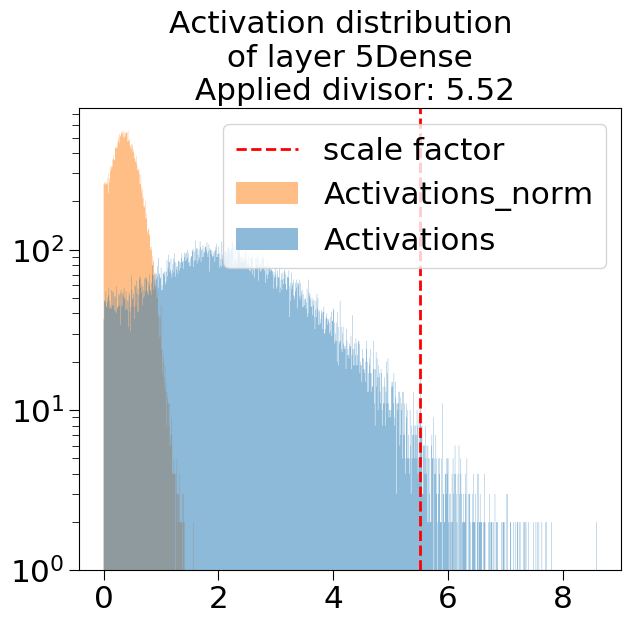 Activation distribution
of layer 5Dense
Applied divisor: 5.52
scale factor
Activations_norm
Activations
10²
10¹
10⁰
0 2 4 6 8